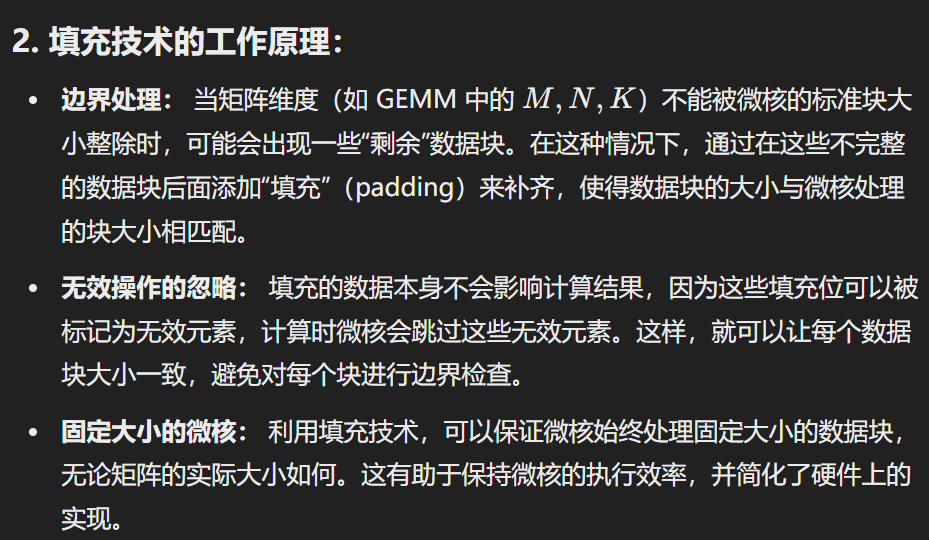 2. 填充技术的工作原理：
• 边界处理： 当矩阵维度（如 GEMM 中的 M, N, K）不能被微核的标准块大
小整除时，可能会出现一些“剩余”数据块。在这种情况下，通过在这些不完整
的数据块后面添加“填充”（padding）来补齐，使得数据块的大小与微核处理
的块大小相匹配。
• 无效操作的忽略： 填充的数据本身不会影响计算结果，因为这些填充位可以被
标记为无效元素，计算时微核会跳过这些无效元素。这样，就可以让每个数据
块大小一致，避免对每个块进行边界检查。
• 固定大小的微核： 利用填充技术，可以保证微核始终处理固定大小的数据块，
无论矩阵的实际大小如何。这有助于保持微核的执行效率，并简化了硬件上的
实现。